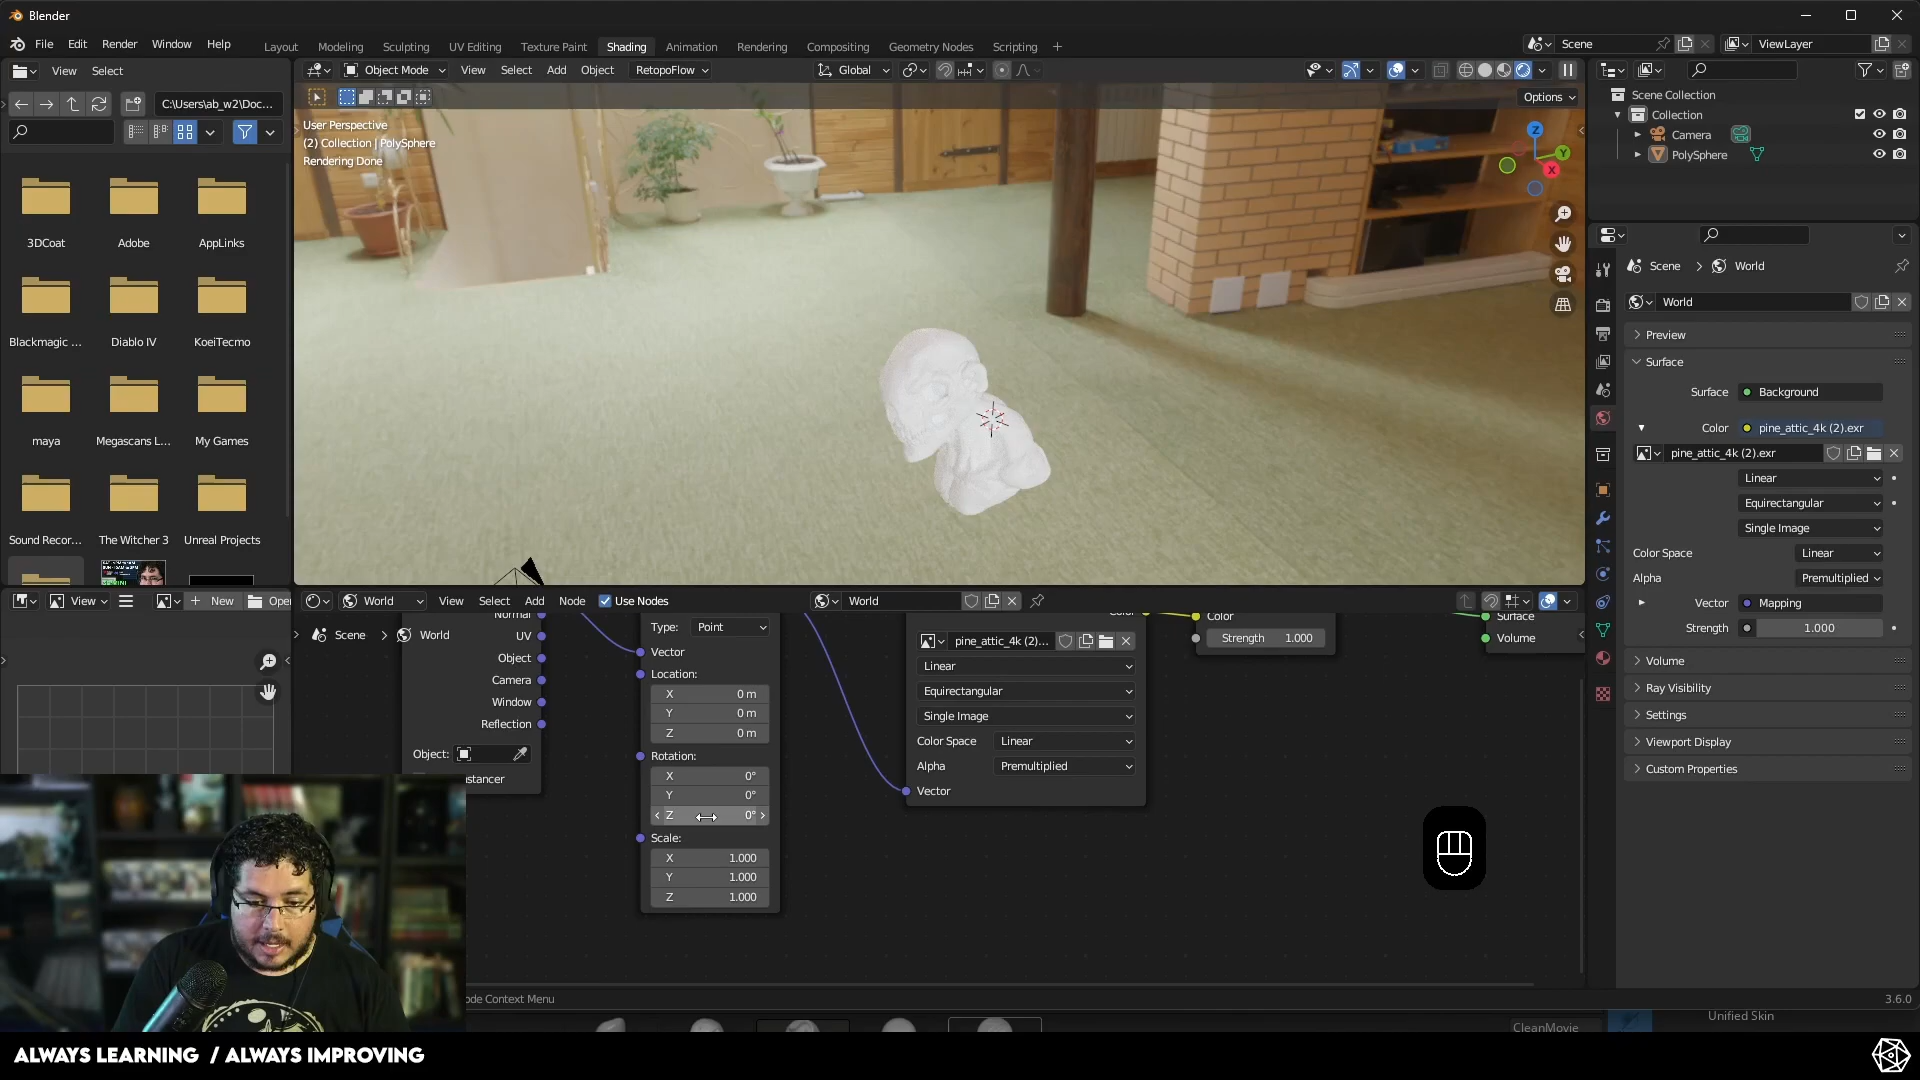 Blender
File Edit Render Window Help
Layout Modeling Sculpting UV Editing Texture Paint Shading Animation Rendering Compositing Geometry Nodes Scripting +
Scene
ViewLayer
View Select
Object Mode View Select Add Object RetopoFlow
Global
C:\Users\ab_w2\Doc...
Options
User Perspective
(2) Collection | PolySphere
Rendering Done
Z
Y
X
Scene Collection
Collection
Camera
PolySphere
3DCoat Adobe AppLinks
Blackmagic ... Diablo IV KoeiTecmo
maya Megascans L... My Games
Sound Recor... The Witcher 3 Unreal Projects
Scene > World
World
Preview
Surface
Surface Background
Color pine_attic_4k (2).exr
pine_attic_4k (2).exr
Linear
Equirectangular
Single Image
Color Space Linear
Alpha Premultiplied
Vector Mapping
Strength 1.000
Volume
Ray Visibility
Settings
Viewport Display
Custom Properties
View + New Open
World View Select Add Node Use Nodes
World
Scene > World
Normal
UV
Object
Camera
Window
Reflection
Object:
Type: Point
Vector
Location:
X 0 m
Y 0 m
Z 0 m
Rotation:
X 0°
Y 0°
Z 0°
Scale:
X 1.000
Y 1.000
Z 1.000
Color
pine_attic_4k (2)...
Linear
Equirectangular
Single Image
Color Space Linear
Alpha Premultiplied
Vector
Color
Strength 1.000
Surface
Volume
Context Menu
3.6.0
CleanMovie
Unified Skin
ALWAYS LEARNING / ALWAYS IMPROVING